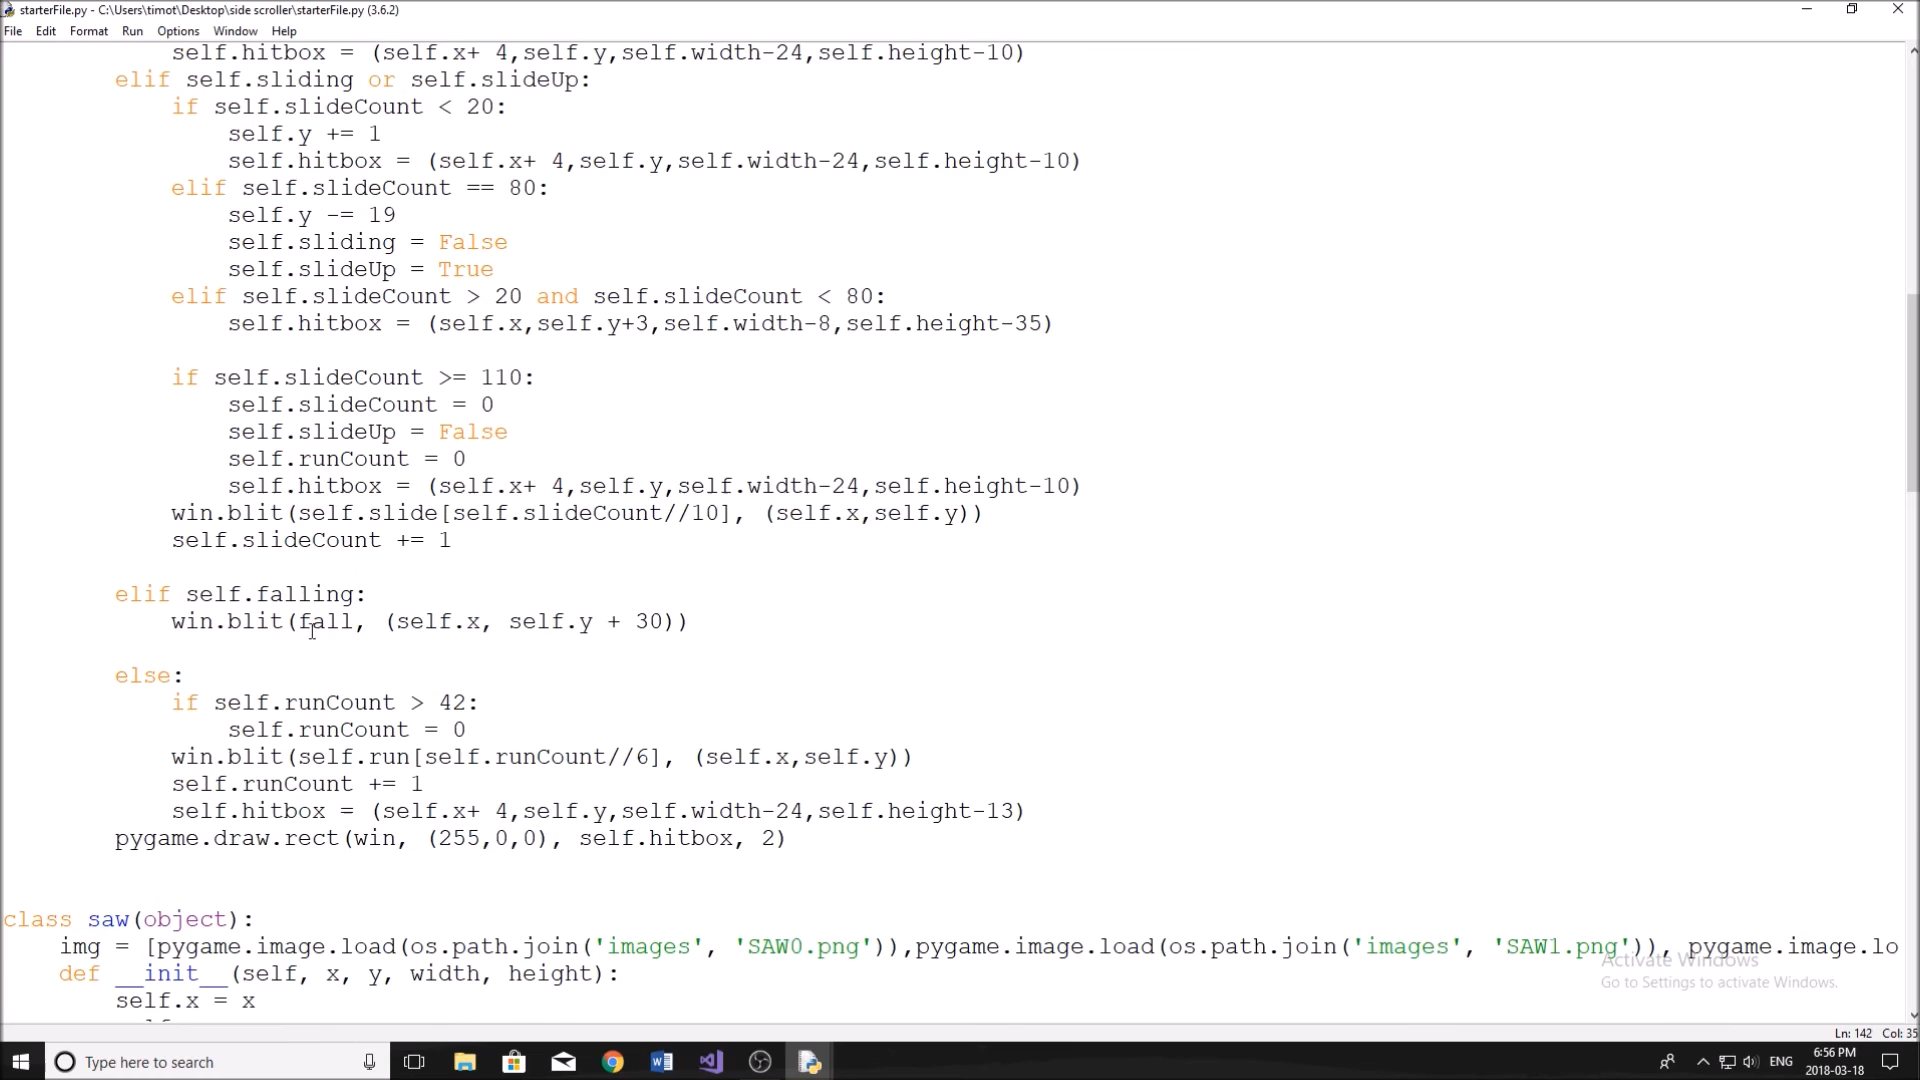 starterFile.py - C:\Users\timot\Desktop\side scroller\starterFile.py (3.6.2)
File Edit Format Run Options Window Help
            self.hitbox = (self.x+ 4,self.y,self.width-24,self.height-10)
        elif self.sliding or self.slideUp:
            if self.slideCount < 20:
                self.y += 1
                self.hitbox = (self.x+ 4,self.y,self.width-24,self.height-10)
            elif self.slideCount == 80:
                self.y -= 19
                self.sliding = False
                self.slideUp = True
            elif self.slideCount > 20 and self.slideCount < 80:
                self.hitbox = (self.x,self.y+3,self.width-8,self.height-35)
            if self.slideCount >= 110:
                self.slideCount = 0
                self.slideUp = False
                self.runCount = 0
                self.hitbox = (self.x+ 4,self.y,self.width-24,self.height-10)
            win.blit(self.slide[self.slideCount//10], (self.x,self.y))
            self.slideCount += 1
        elif self.falling:
            win.blit(fall, (self.x, self.y + 30))
        else:
            if self.runCount > 42:
                self.runCount = 0
            win.blit(self.run[self.runCount//6], (self.x,self.y))
            self.runCount += 1
            self.hitbox = (self.x+ 4,self.y,self.width-24,self.height-13)
        pygame.draw.rect(win, (255,0,0), self.hitbox, 2)
class saw(object):
    img = [pygame.image.load(os.path.join('images', 'SAW0.png')),pygame.image.load(os.path.join('images', 'SAW1.png')), pygame.image.lo
    def __init__(self, x, y, width, height):
        self.x = x
Activate Windows
Go to Settings to activate Windows.
Ln: 142 Col: 35
Type here to search
ENG
6:56 PM
2018-03-18